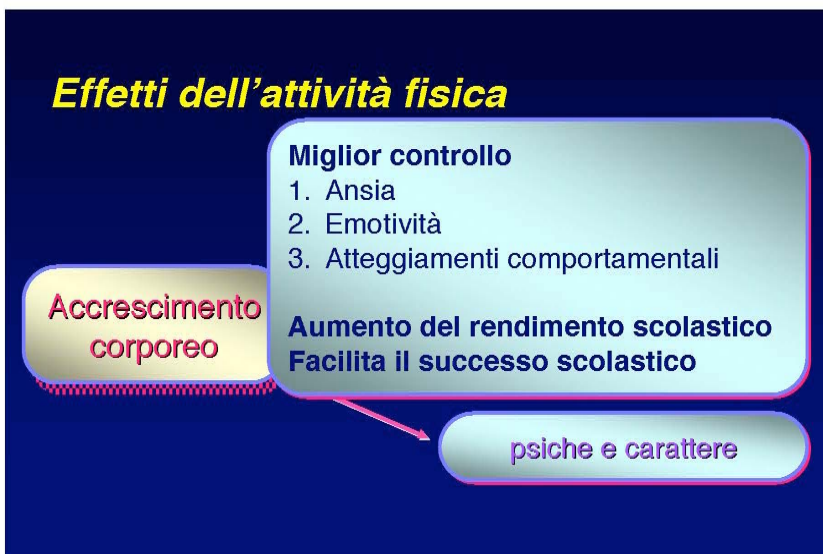 Effetti dell'attività fisica
Miglior controllo
1. Ansia
2. Emotività
3. Atteggiamenti comportamentali
Aumento del rendimento scolastico
Facilita il successo scolastico
Accrescimento
corporeo
psiche e carattere